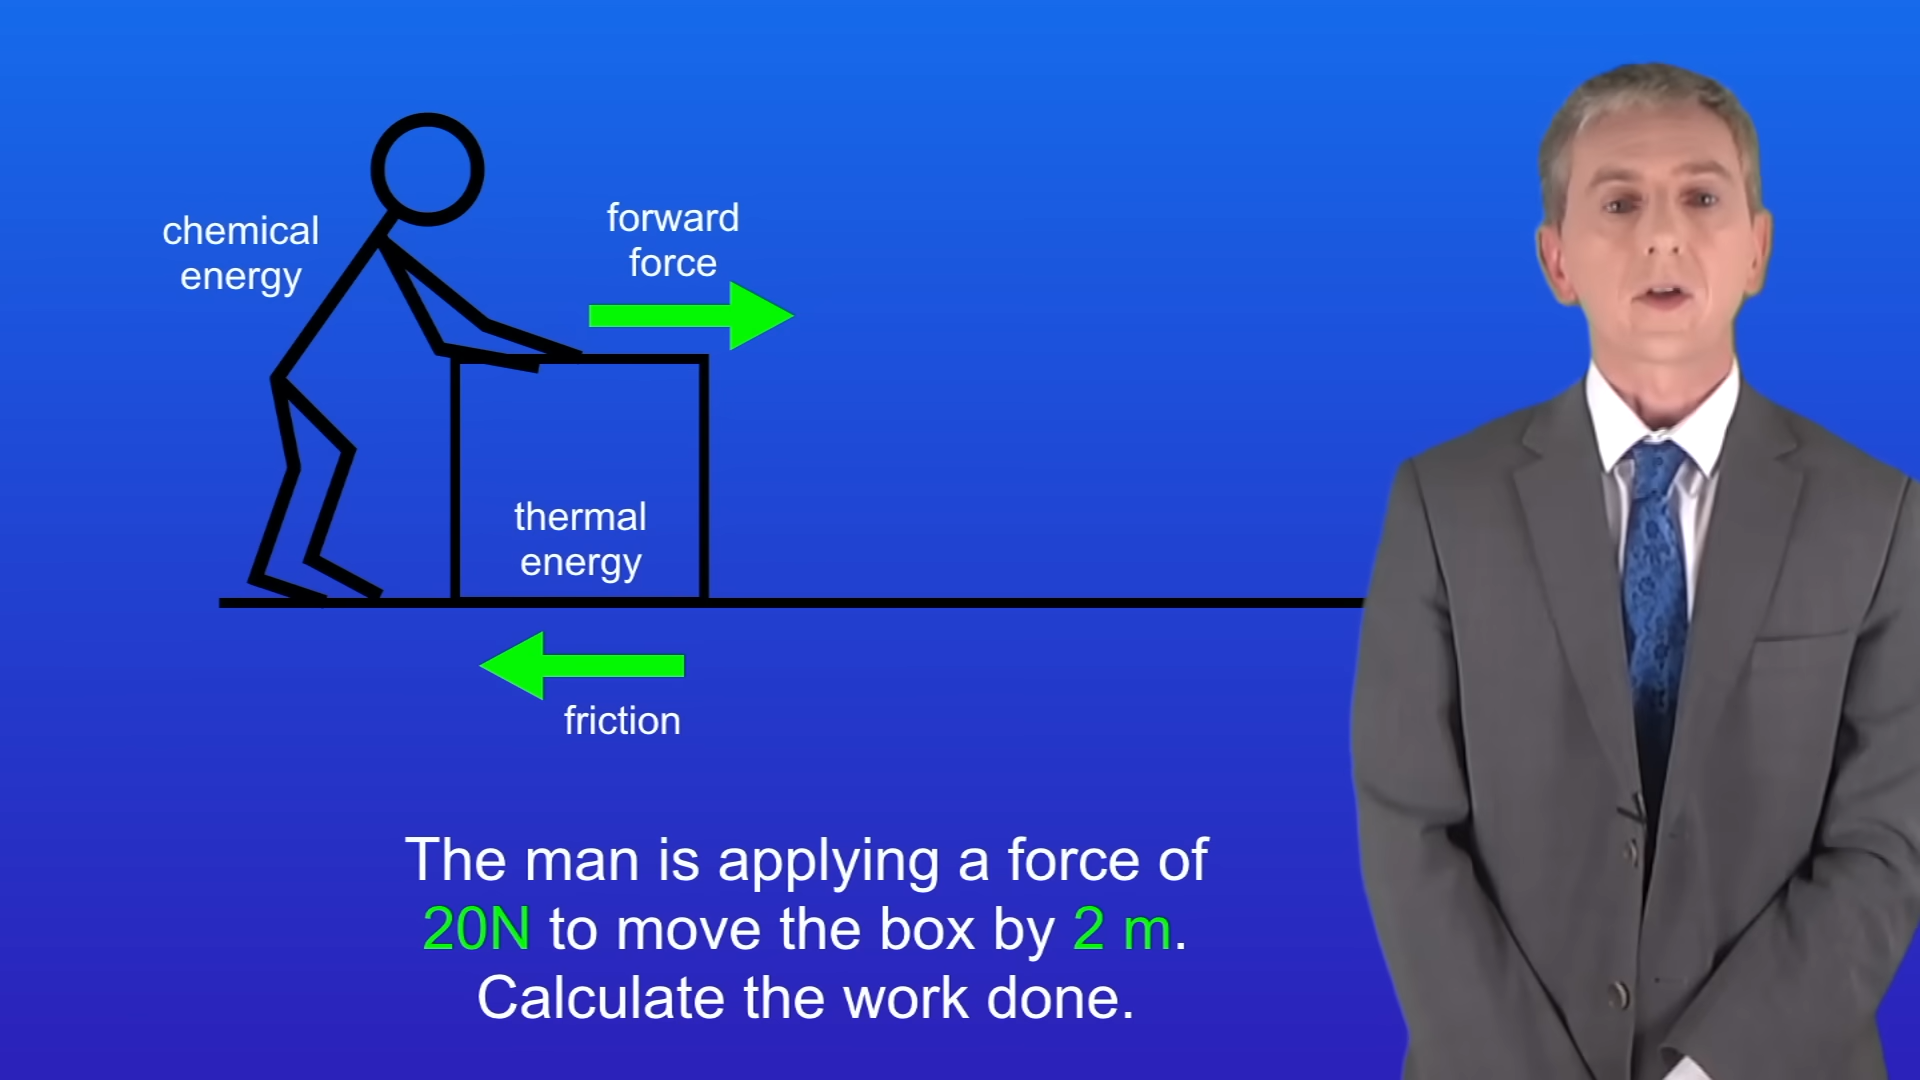 chemical
energy
forward
force
thermal
energy
friction
The man is applying a force of
20N to move the box by 2 m.
Calculate the work done.